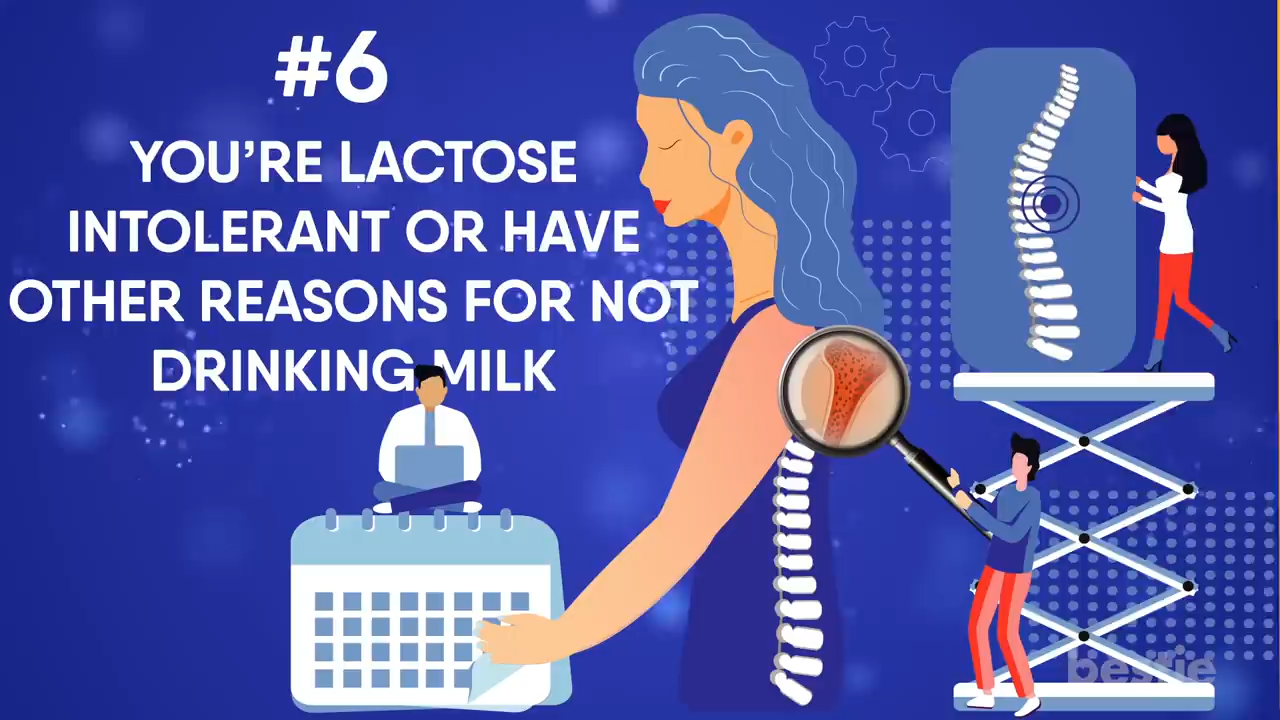 #6
YOU’RE LACTOSE
INTOLERANT OR HAVE
OTHER REASONS FOR NOT
DRINKING MILK
bestie